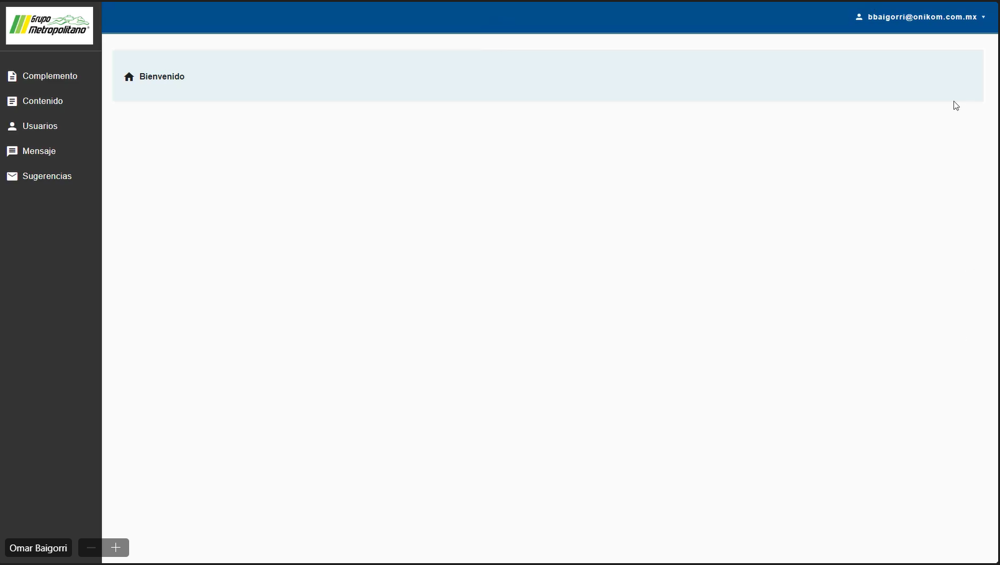 Grupo
Metropolitano
bbaigorri@onikom.com.mx
Bienvenido
Complemento
Contenido
Usuarios
Mensaje
Sugerencias
Omar Baigorri